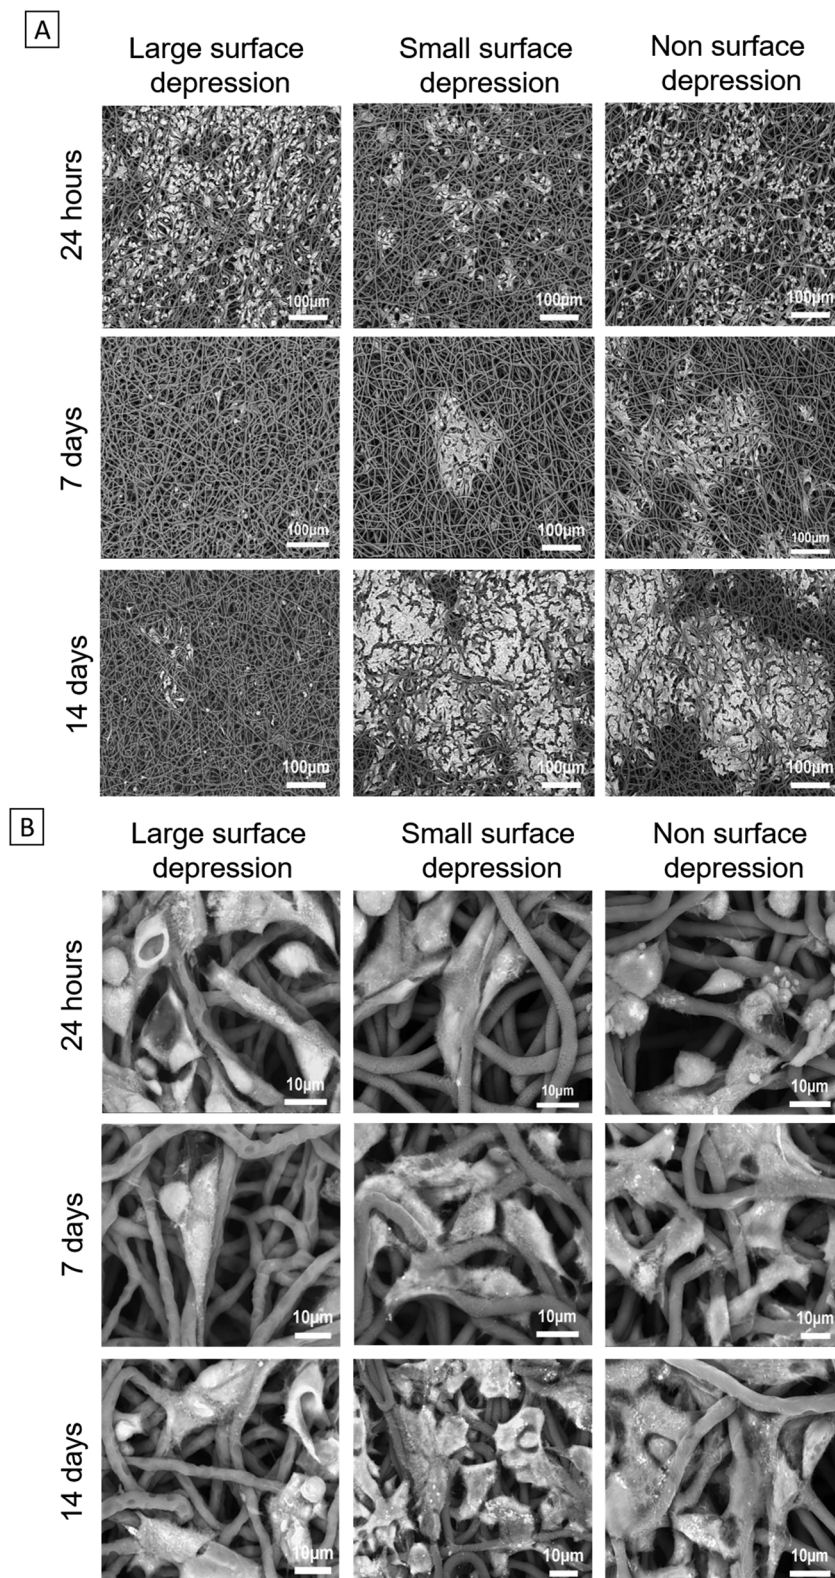 A
Large surface
depression
Small surface
depression
Non surface
depression
24 hours
100µm
100µm
100µm
7 days
100µm
100µm
100µm
14 days
100µm
100µm
100µm
B
Large surface
depression
Small surface
depression
Non surface
depression
24 hours
10µm
10µm
10µm
7 days
10µm
10µm
10µm
14 days
10µm
10µm
10µm